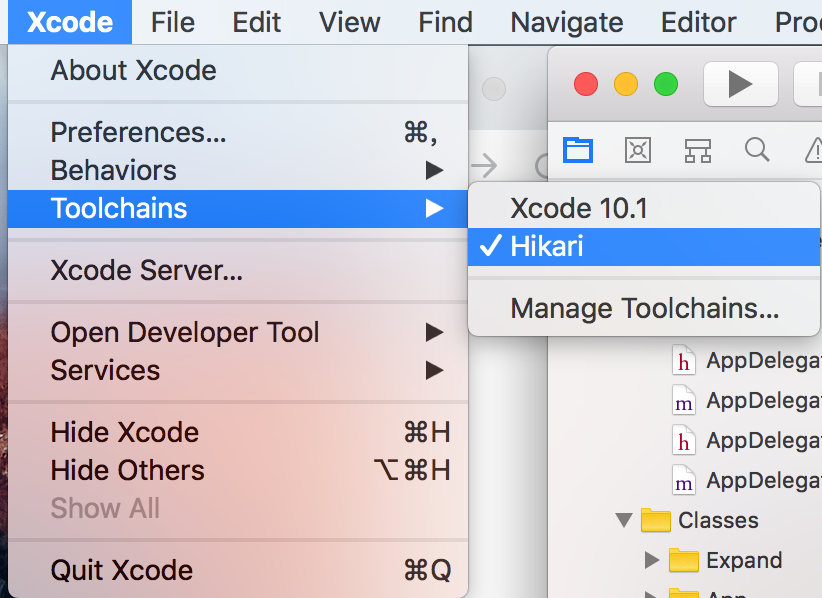 Xcode File Edit View Find Navigate Editor
About Xcode
Preferences... ⌘,
Behaviors
Toolchains
Xcode 10.1
✓ Hikari
Manage Toolchains...
Xcode Server...
Open Developer Tool
Services
Hide Xcode ⌘H
Hide Others ⌥⌘H
Show All
Quit Xcode ⌘Q
h AppDelegat
m AppDelegat
h AppDelegat
m AppDelegat
Classes
Expand